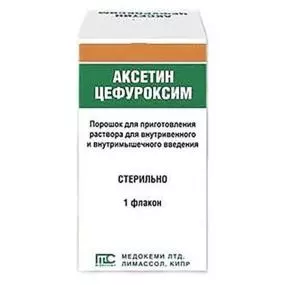 АКСЕТИН
ЦЕФУРОКСИМ
Порошок для приготовления
раствора для внутривенного
и внутримышечного введения
СТЕРИЛЬНО
1 флакон
МЕДОКЕМИ ЛТД.
ЛИМАССОЛ, КИПР